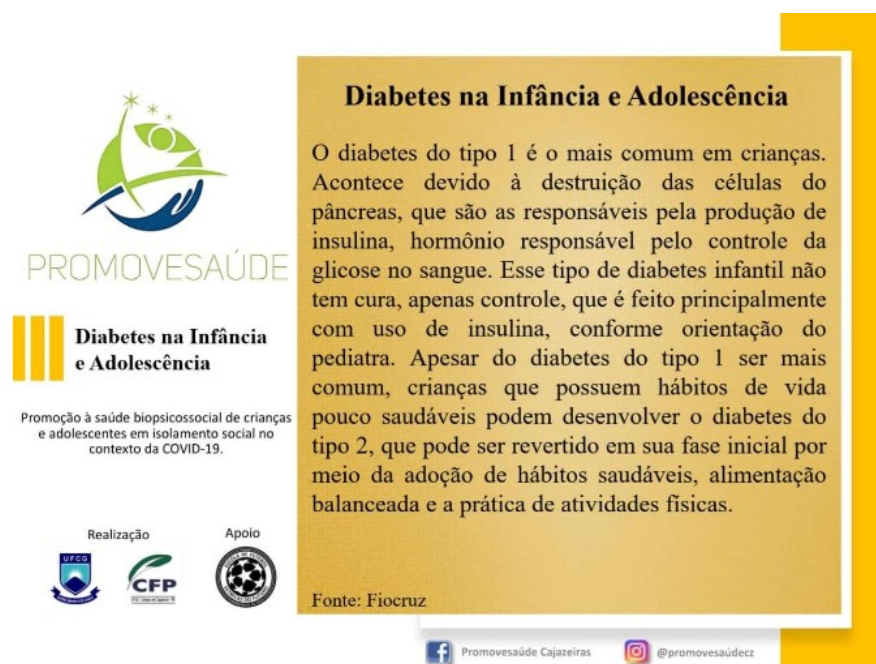 PROMOVESAÚDE
Diabetes na Infância
e Adolescência
Promoção à saúde biopsicossocial de crianças
e adolescentes em isolamento social no
contexto da COVID-19.
Realização
Apoio
UFCG
CFP
Diabetes na Infância e Adolescência
O diabetes do tipo 1 é o mais comum em crianças.
Acontece devido à destruição das células do
pâncreas, que são as responsáveis pela produção de
insulina, hormônio responsável pelo controle da
glicose no sangue. Esse tipo de diabetes infantil não
tem cura, apenas controle, que é feito principalmente
com uso de insulina, conforme orientação do
pediatra. Apesar do diabetes do tipo 1 ser mais
comum, crianças que possuem hábitos de vida
pouco saudáveis podem desenvolver o diabetes do
tipo 2, que pode ser revertido em sua fase inicial por
meio da adoção de hábitos saudáveis, alimentação
balanceada e a prática de atividades físicas.
Fonte: Fiocruz
Promovesaúde Cajazeiras
@promovesaúdecz